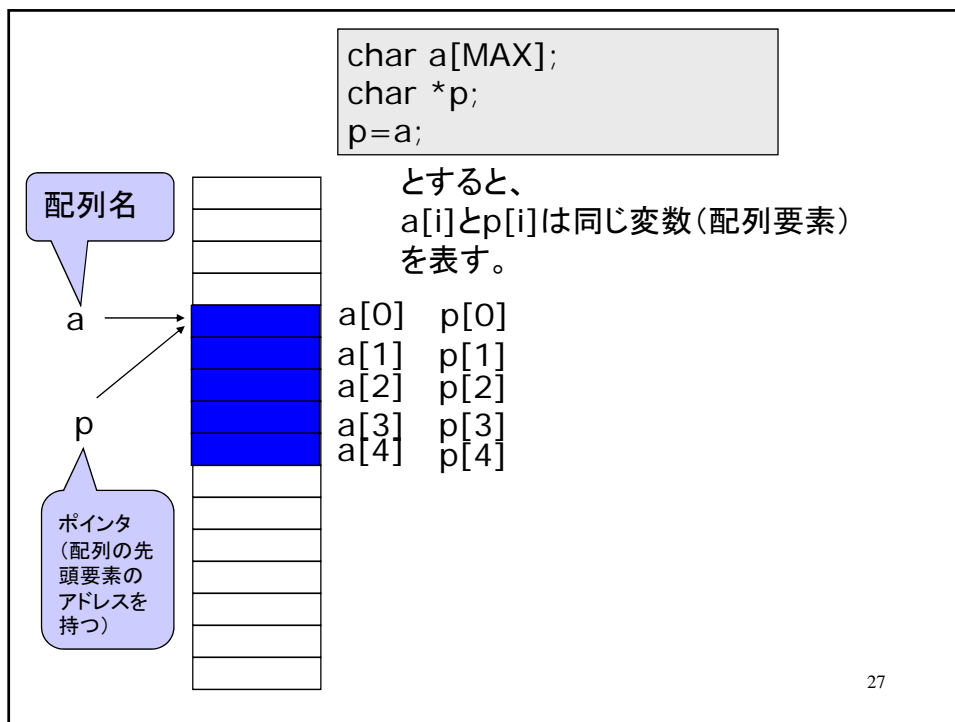 char a[MAX];
char *p;
p=a;
とすると、
a[i]とp[i]は同じ変数（配列要素）
を表す。
配列名
a
p
a[0] p[0]
a[1] p[1]
a[2] p[2]
a[3] p[3]
a[4] p[4]
ポインタ
（配列の先
頭要素の
アドレスを
持つ）
27